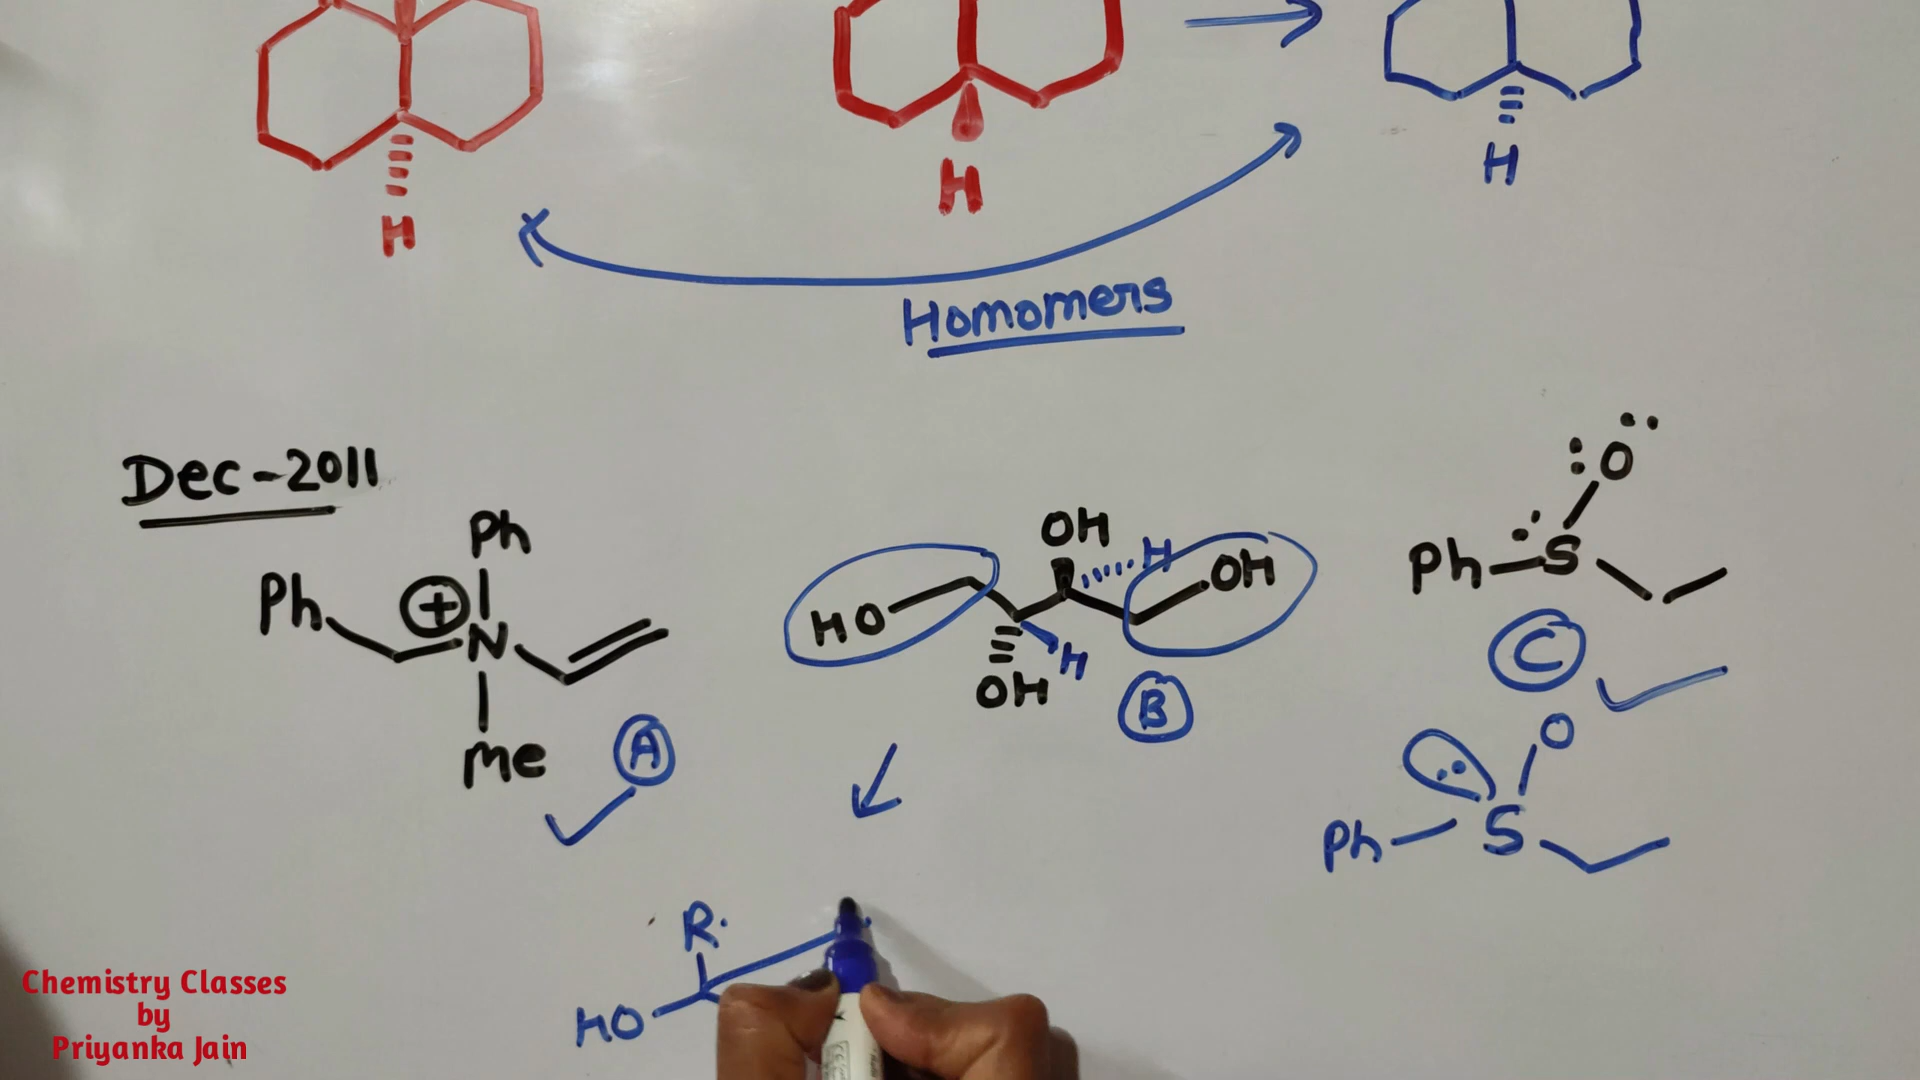 H
H
H
Homomers
Dec-2011
Ph
Ph
+
N
Me
A
OH
H
HO
OH
H
OH
B
O
Ph
S
C
O
Ph
S
R
HO
Chemistry Classes
by
Priyanka Jain